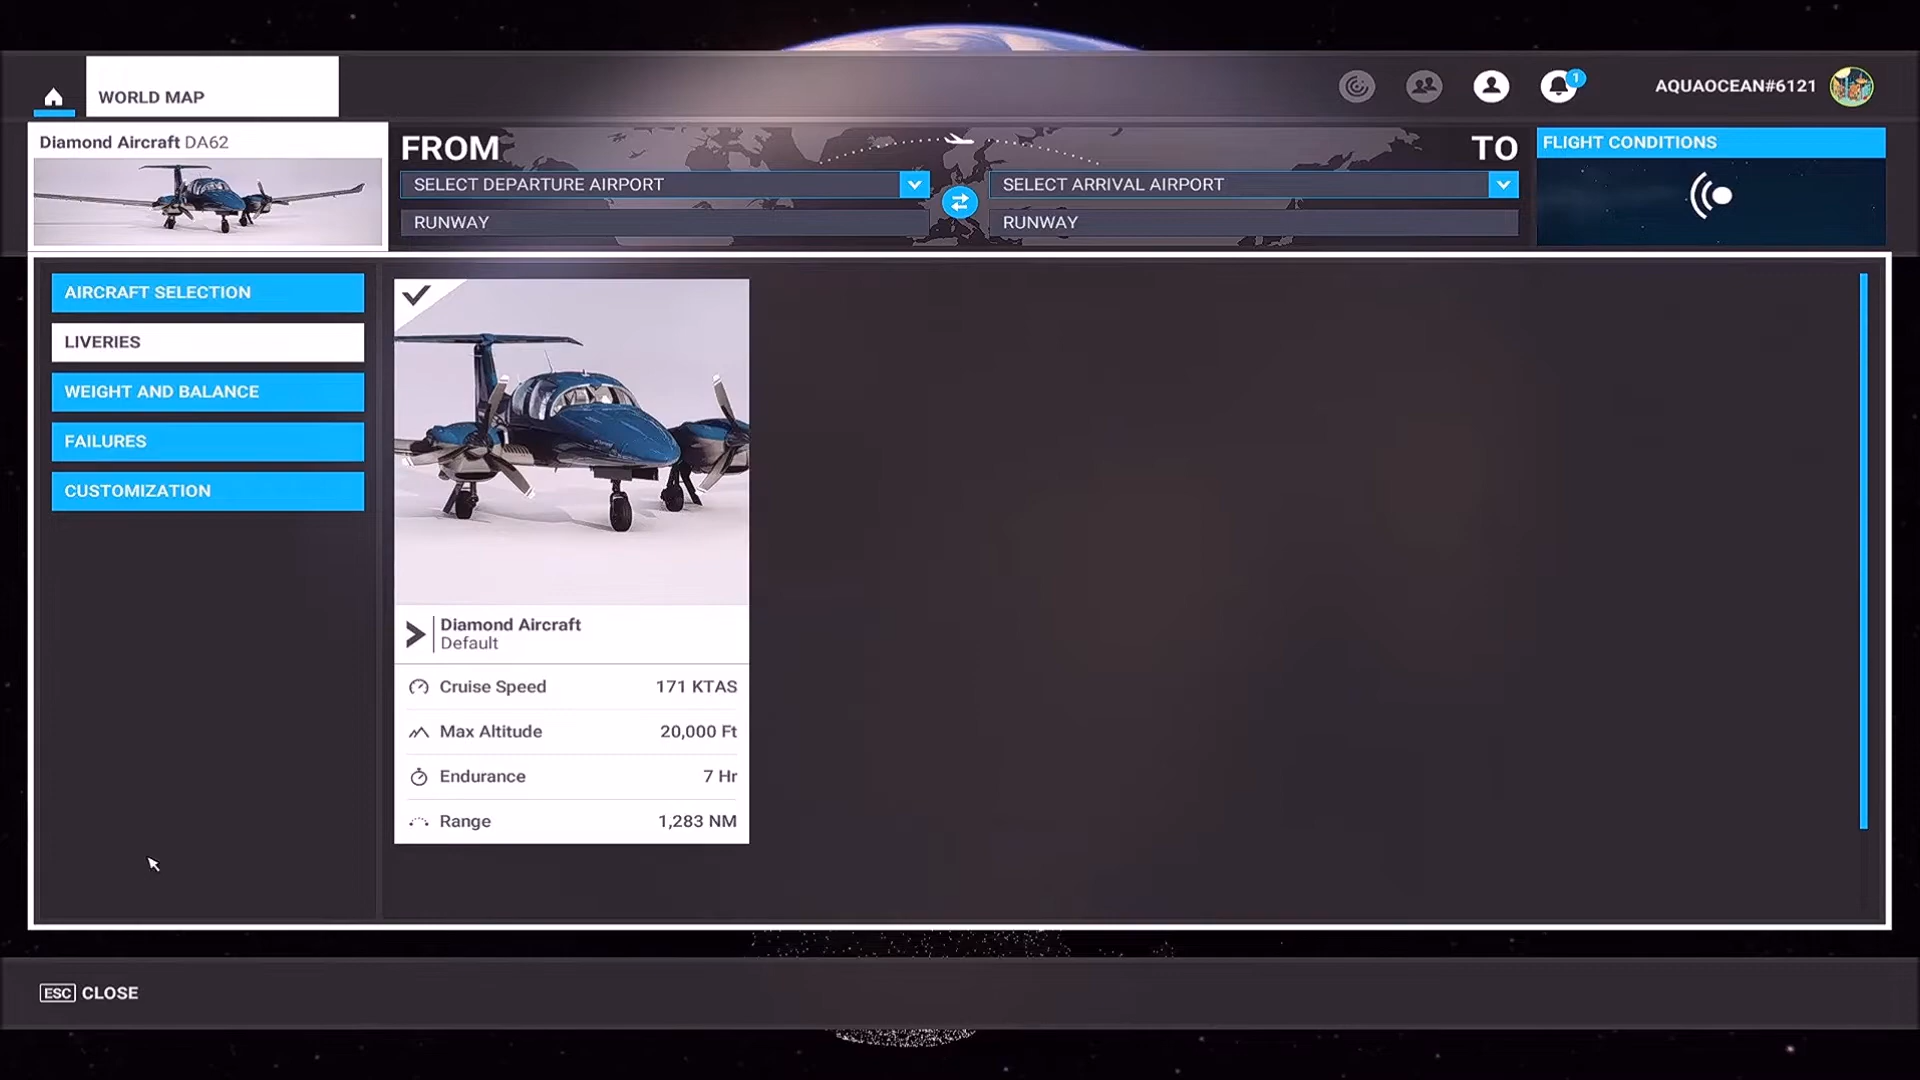 WORLD MAP
1
AQUAOCEAN#6121
Diamond Aircraft DA62
FROM
SELECT DEPARTURE AIRPORT
RUNWAY
TO
SELECT ARRIVAL AIRPORT
RUNWAY
FLIGHT CONDITIONS
AIRCRAFT SELECTION
LIVERIES
WEIGHT AND BALANCE
FAILURES
CUSTOMIZATION
Diamond Aircraft
Default
Cruise Speed 171 KTAS
Max Altitude 20,000 Ft
Endurance 7 Hr
Range 1,283 NM
ESC CLOSE